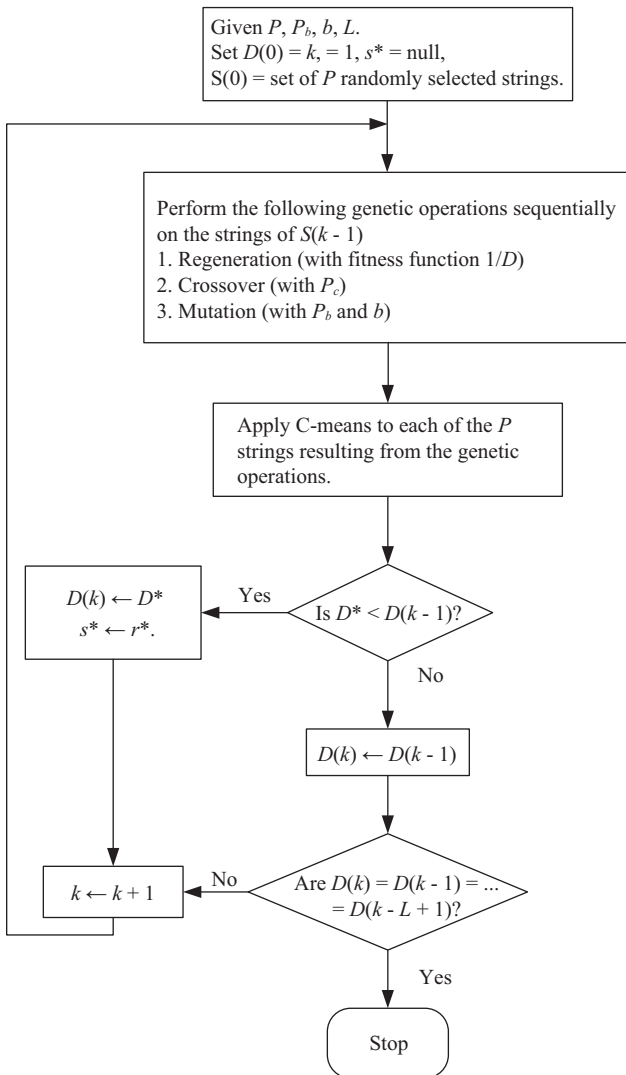 Given P, P_b, b, L.
Set D(0) = k, = 1, s* = null,
S(0) = set of P randomly selected strings.
Perform the following genetic operations sequentially
on the strings of S(k - 1)
1. Regeneration (with fitness function 1/D)
2. Crossover (with P_c)
3. Mutation (with P_b and b)
Apply C-means to each of the P
strings resulting from the genetic
operations.
Is D* < D(k - 1)?
Yes
D(k) ← D*
s* ← r*.
No
D(k) ← D(k - 1)
Are D(k) = D(k - 1) = ...
= D(k - L + 1)?
No
k ← k + 1
Yes
Stop